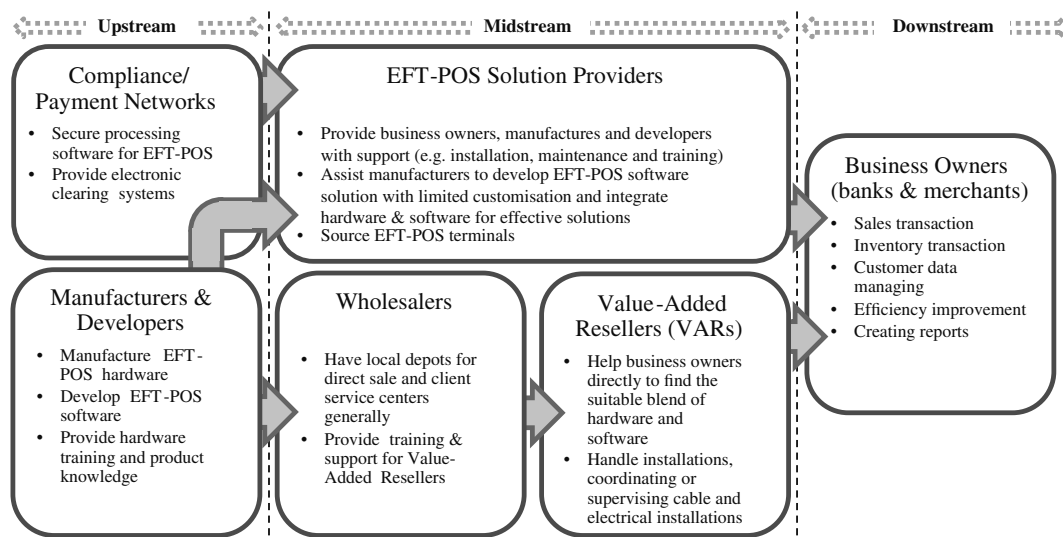 Upstream
Midstream
Downstream
Compliance/
Payment Networks
• Secure processing
software for EFT-POS
• Provide electronic
clearing systems
EFT-POS Solution Providers
• Provide business owners, manufactures and developers
with support (e.g. installation, maintenance and training)
• Assist manufacturers to develop EFT-POS software
solution with limited customisation and integrate
hardware & software for effective solutions
• Source EFT-POS terminals
Manufacturers &
Developers
• Manufacture EFT-
POS hardware
• Develop EFT-POS
software
• Provide hardware
training and product
knowledge
Wholesalers
• Have local depots for
direct sale and client
service centers
generally
• Provide training &
support for Value-
Added Resellers
Value-Added
Resellers (VARs)
• Help business owners
directly to find the
suitable blend of
hardware and
software
• Handle installations,
coordinating or
supervising cable and
electrical installations
Business Owners
(banks & merchants)
• Sales transaction
• Inventory transaction
• Customer data
managing
• Efficiency improvement
• Creating reports